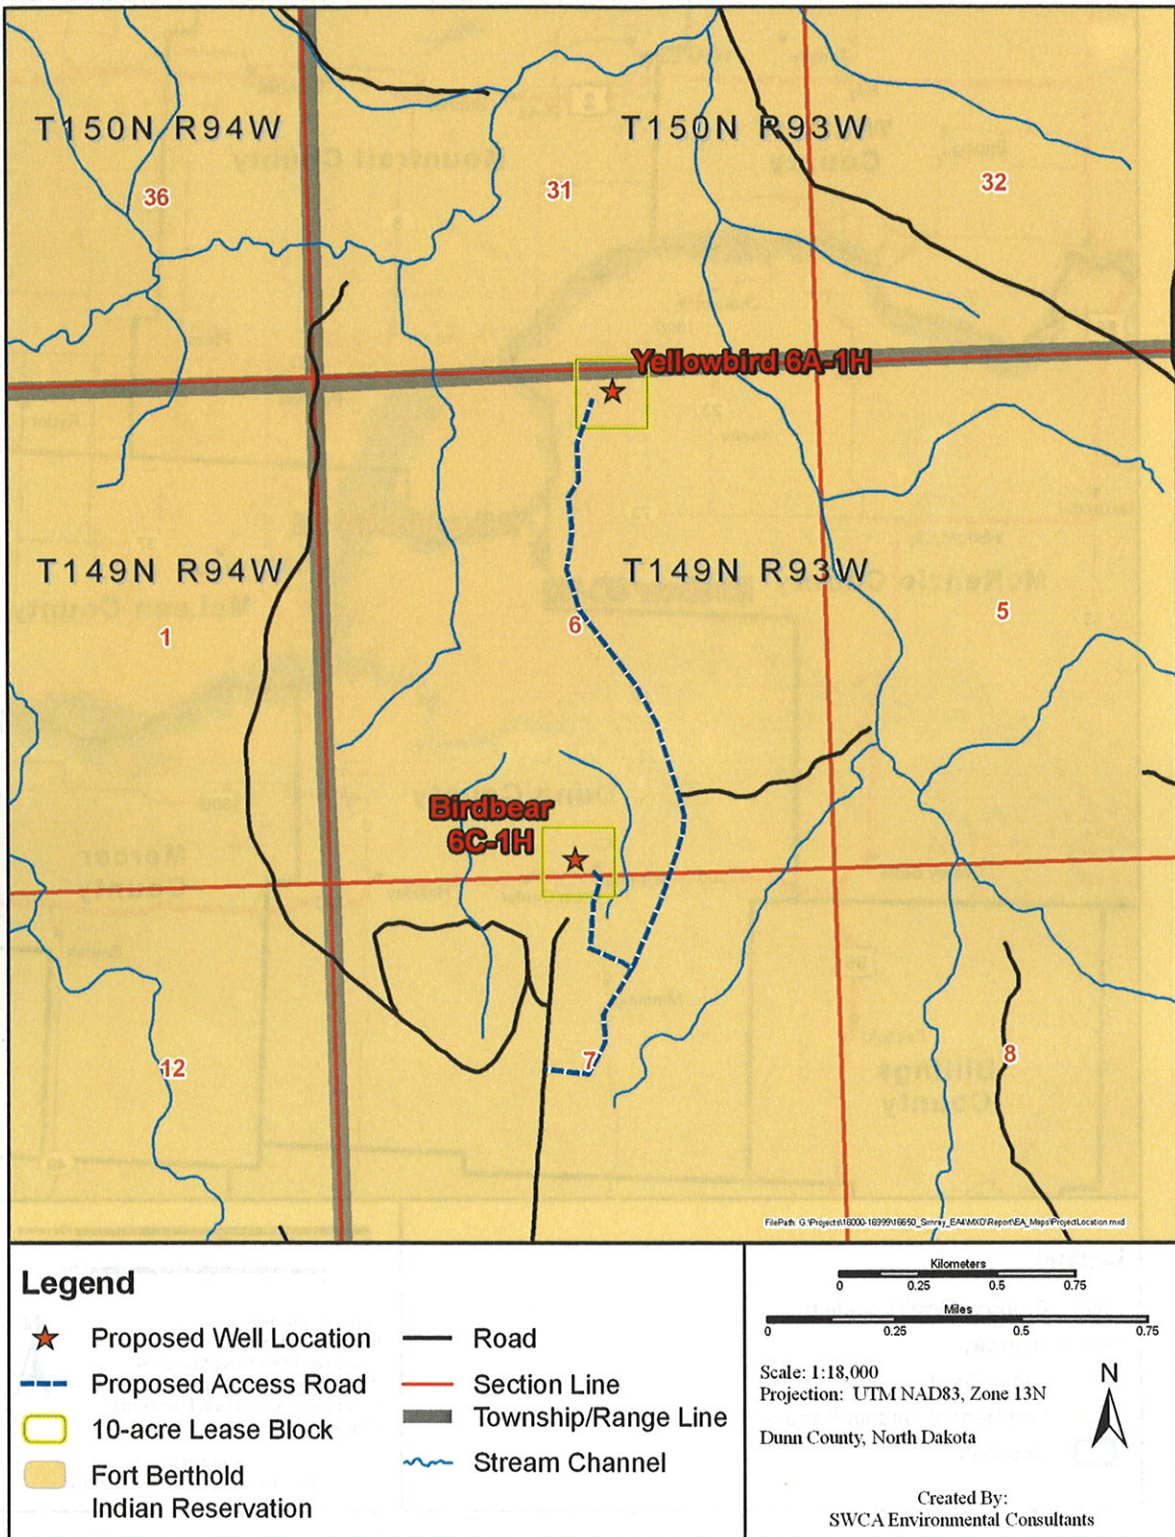 T150N R94W
T150N R93W
36
31
32
Yellowbird 6A-1H
T149N R94W
T149N R93W
1
6
5
Birdbear
6C-1H
12
7
8
Legend
Proposed Well Location
Proposed Access Road
10-acre Lease Block
Fort Berthold
Indian Reservation
Road
Section Line
Township/Range Line
Stream Channel
Kilometers
0 0.25 0.5 0.75
Miles
0 0.25 0.5 0.75
Scale: 1:18,000
Projection: UTM NAD83, Zone 13N
Dunn County, North Dakota
N
Created By:
SWCA Environmental Consultants